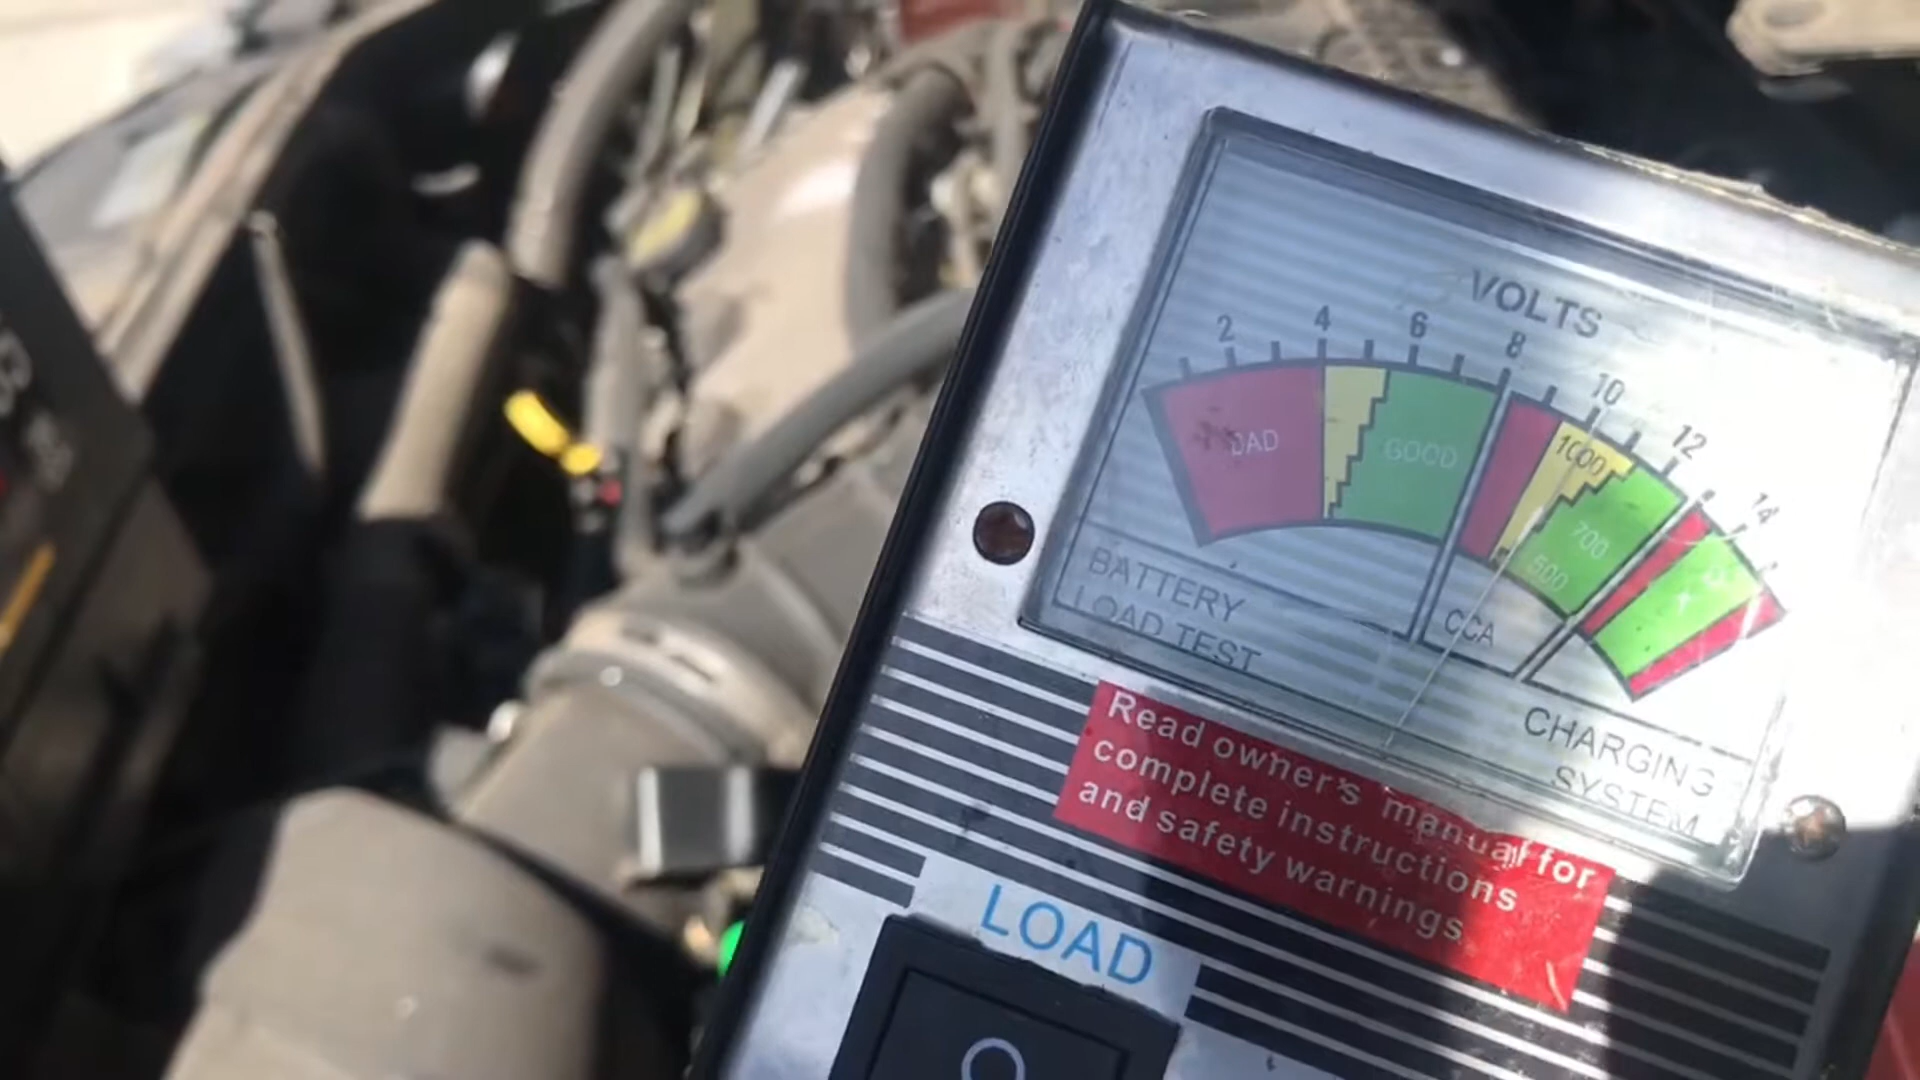 VOLTS
2 4 6 8 10 12 14
GOOD
1000
700
500
BATTERY
LOAD TEST
CCA
CHARGING
SYSTEM
Read owner's manual for
complete instructions
and safety warnings
LOAD